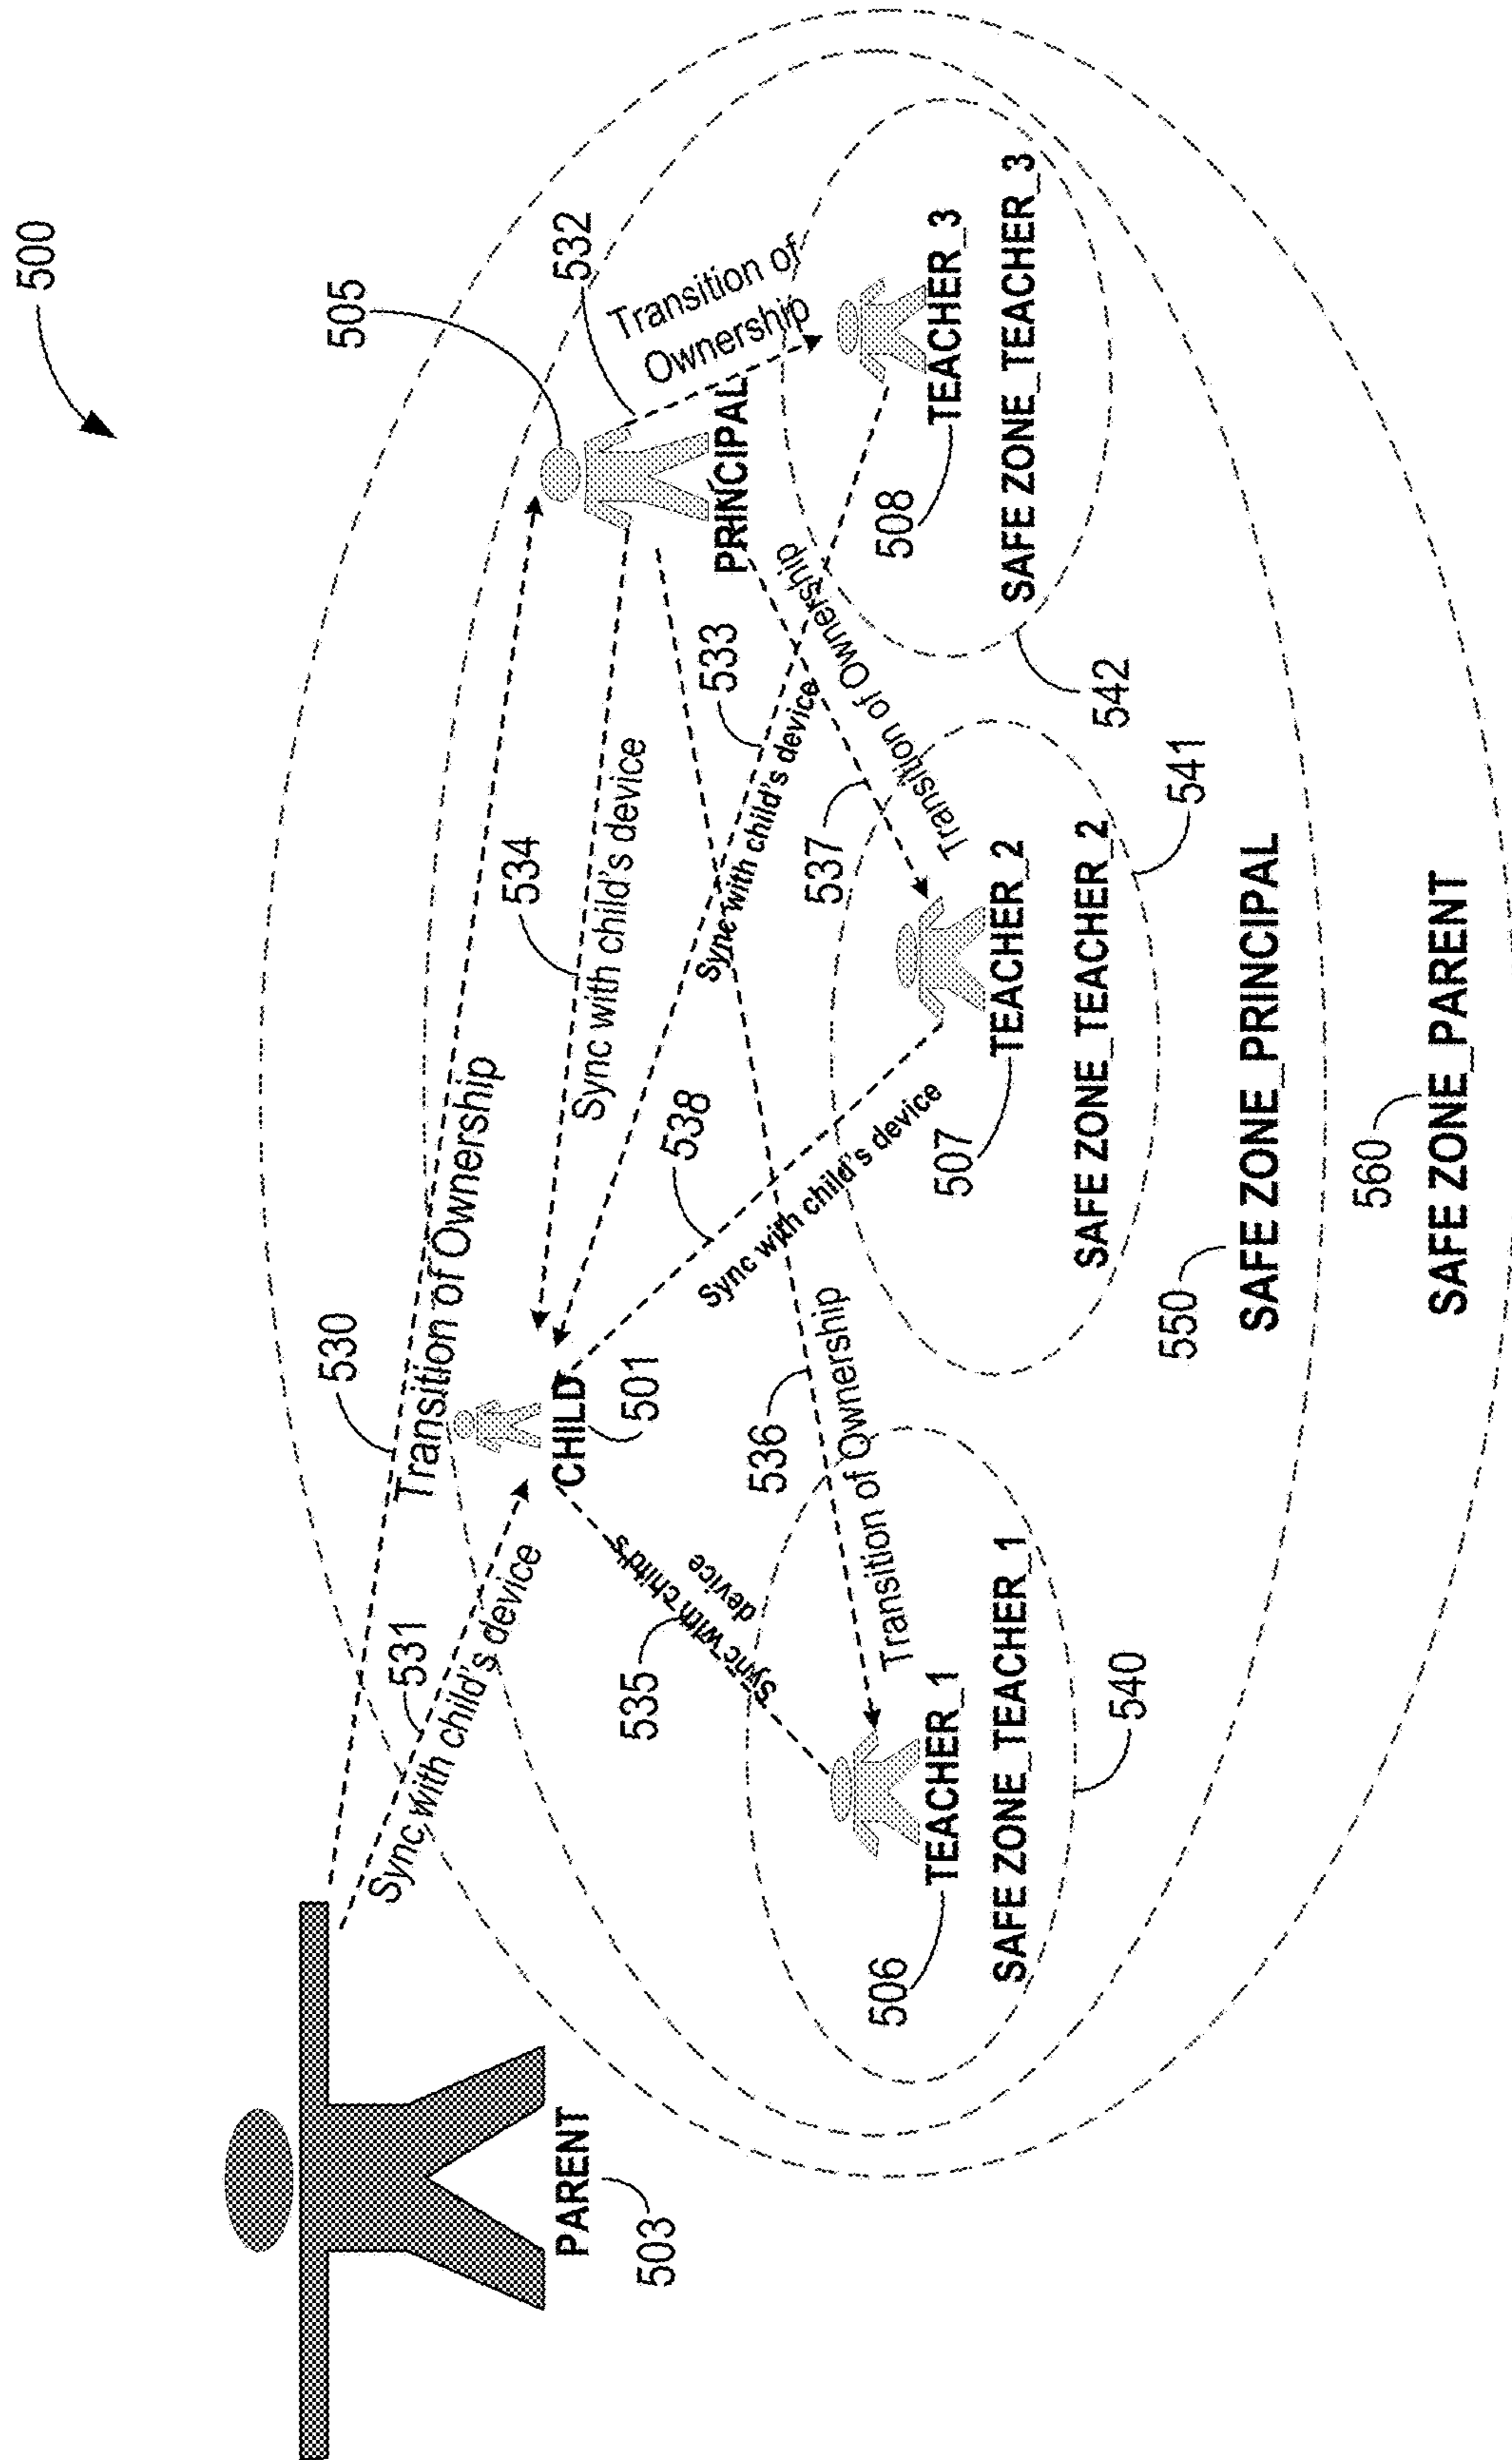 500
505
532
Transition of
Ownership
530
Transition of Ownership
534
Sync with child's device
531
Sync with child's device
CHILD
501
PRINCIPAL
533
Sync with child's device
538
Sync with child's device
535
Sync with child's
device
536
Transition of Ownership
537
Transition of Ownership
PARENT
503
506
TEACHER_1
SAFE ZONE_TEACHER_1
540
507
TEACHER_2
SAFE ZONE_TEACHER_2
541
508
TEACHER_3
SAFE ZONE_TEACHER_3
542
550
SAFE ZONE_PRINCIPAL
560
SAFE ZONE_PARENT